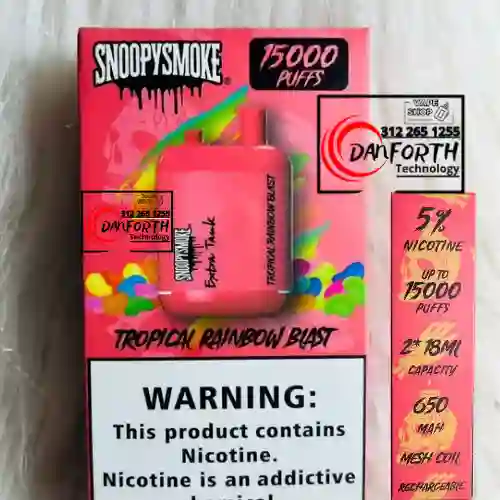 SNOOPYSMOKE®
15000
PUFFS
VAPE
SHOP
312 265 1255
DANFORTH
Technology
312 265 1255
DANFORTH
Technology
SNOOPYSMOKE
Extra Tank
TROPICAL RAINBOW BLAST
TROPICAL RAINBOW BLAST
WARNING:
This product contains
Nicotine.
Nicotine is an addictive
chemical.
5%
NICOTINE
UP TO
15000
PUFFS
2*18ML
CAPACITY
650
MAH
MESH COIL
RECHARGEABLE